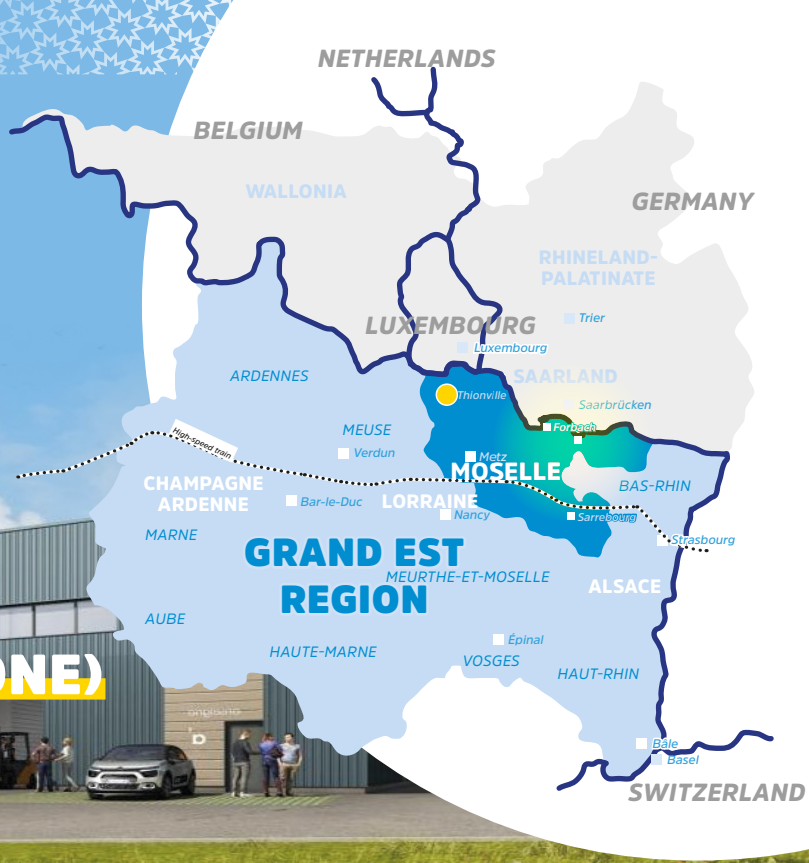 NETHERLANDS
BELGIUM
WALLONIA
GERMANY
RHINELAND-
PALATINATE
Trier
LUXEMBOURG
Luxembourg
ARDENNES
SAARLAND
Thionville
Saarbrücken
MEUSE
Forbach
High-speed train
Verdun
Metz
MOSELLE
CHAMPAGNE
ARDENNE
BAS-RHIN
Bar-le-Duc
LORRAINE
Nancy
Sarrebourg
MARNE
Strasbourg
GRAND EST
REGION
MEURTHE-ET-MOSELLE
ALSACE
AUBE
Épinal
HAUTE-MARNE
VOSGES
HAUT-RHIN
ONE)
Bâle
Basel
SWITZERLAND